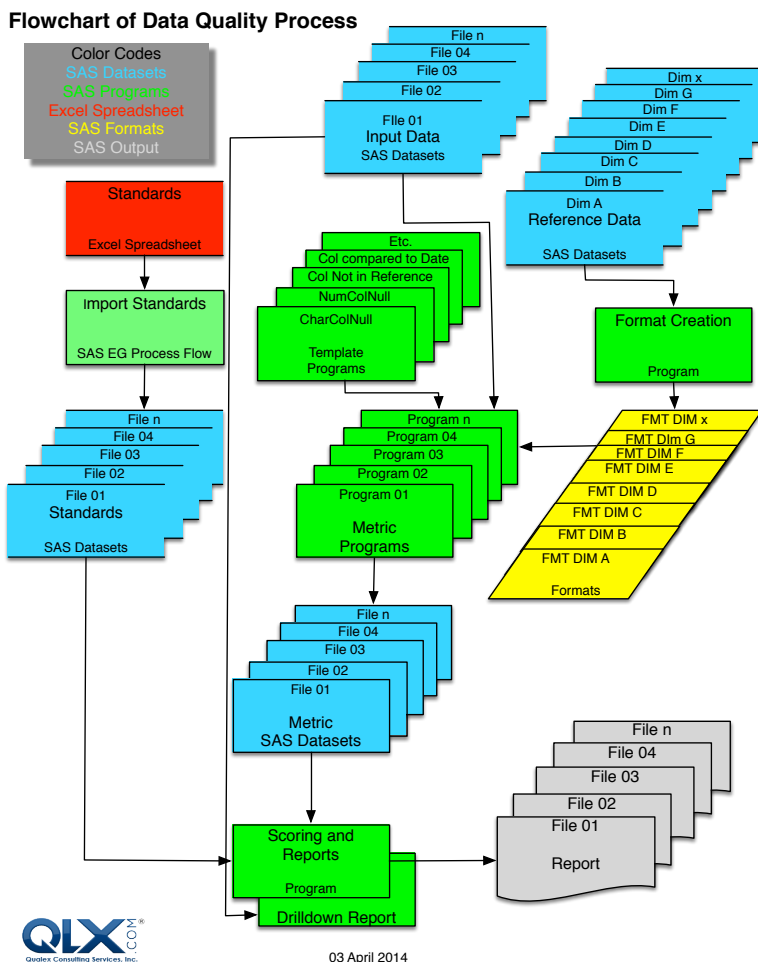 Flowchart of Data Quality Process
Color Codes
SAS Datasets
SAS Programs
Excel Spreadsheet
SAS Formats
SAS Output
File n
File 04
File 03
File 02
FIle 01
Input Data
SAS Datasets
Dim x
Dim G
Dim F
Dim E
Dim D
Dim C
Dim B
Dim A
Reference Data
SAS Datasets
Standards
Excel Spreadsheet
Import Standards
SAS EG Process Flow
Etc.
Col compared to Date
Col Not in Reference
NumColNull
CharColNull
Template
Programs
Format Creation
Program
File n
File 04
File 03
File 02
File 01
Standards
SAS Datasets
Program n
Program 04
Program 03
Program 02
Program 01
Metric
Programs
FMT DIM x
FMT DIm G
FMT DIM F
FMT DIM E
FMT DIM D
FMT DIM C
FMT DIM B
FMT DIM A
Formats
File n
File 04
File 03
File 02
File 01
Metric
SAS Datasets
File n
File 04
File 03
File 02
File 01
Report
Scoring and
Reports
Program
Drilldown Report
QLX.COM®
Qualex Consulting Services, Inc.
03 April 2014